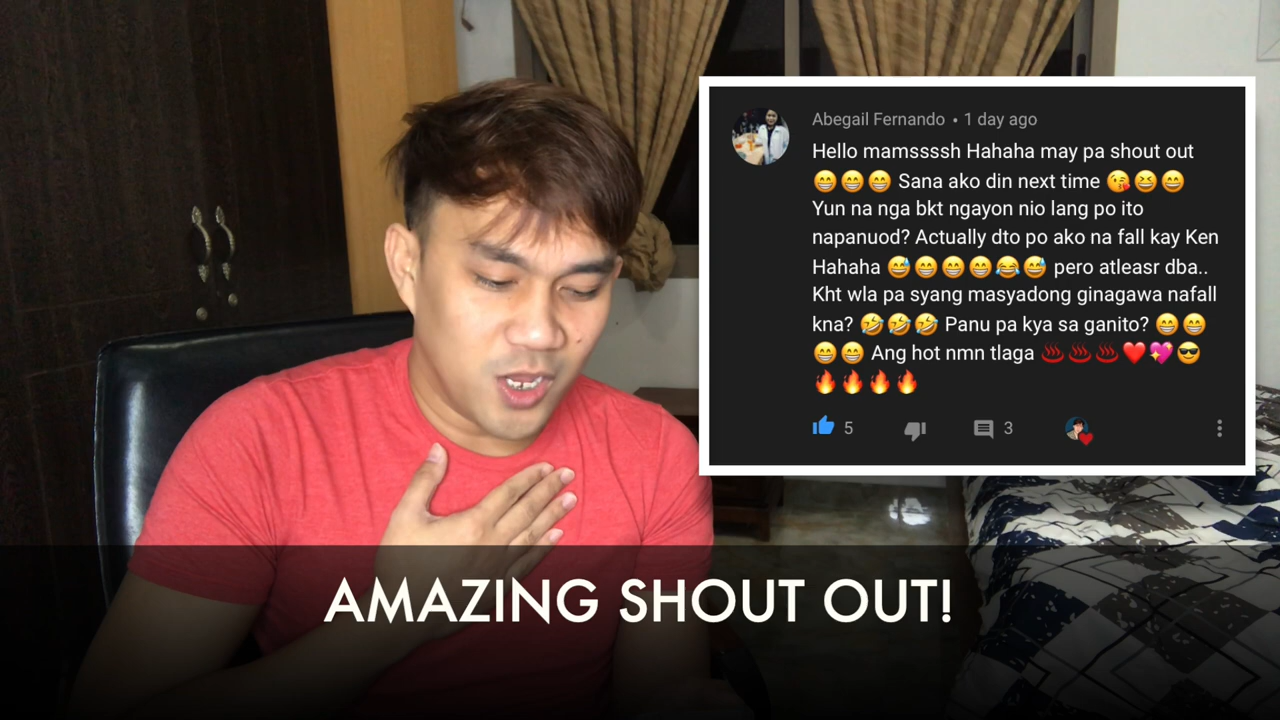 Abegail Fernando • 1 day ago
Hello mamssssh Hahaha may pa shout out
😁😁😁 Sana ako din next time 😘😆😁
Yun na nga bkt ngayon nio lang po ito
napanuod? Actually dto po ako na fall kay Ken
Hahaha 😅😁😁😁😂😅 pero atleasr dba..
Kht wla pa syang masyadong ginagawa nafall
kna? 🤣🤣🤣 Panu pa kya sa ganito? 😁😁
😁😁 Ang hot nmn tlaga ♨️♨️♨️❤️💖😎
🔥🔥🔥🔥
5 3
AMAZING SHOUT OUT!